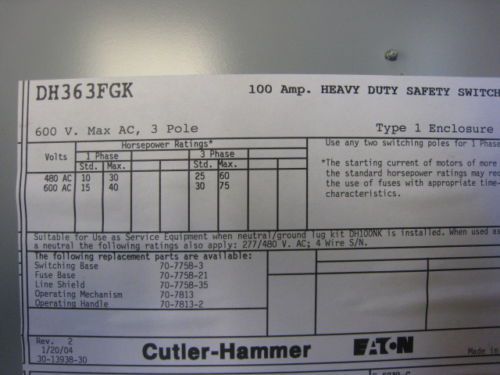 DH363FGK 100 Amp. HEAVY DUTY SAFETY SWITCH
600 V. Max AC, 3 Pole Type 1 Enclosure
Horsepower Ratings*
Volts 1 Phase 3 Phase
Std. Max. Std. Max.
480 AC 10 30 25 60
600 AC 15 40 30 75
Use any two switching poles for 1 Phase
*The starting current of motors of more
the standard horsepower ratings may req
the use of fuses with appropriate time-
characteristics.
Suitable for Use as Service Equipment when neutral/ground lug kit DH100NK is installed. When used as
a neutral the following ratings also apply: 277/480 V. AC; 4 Wire S/N.
The following replacement parts are available:
Switching Base 70-7758-3
Fuse Base 70-7758-21
Line Shield 70-7758-35
Operating Mechanism 70-7813
Operating Handle 70-7813-2
Rev. 2
1/20/04
30-13938-30
Cutler-Hammer EATON Made in